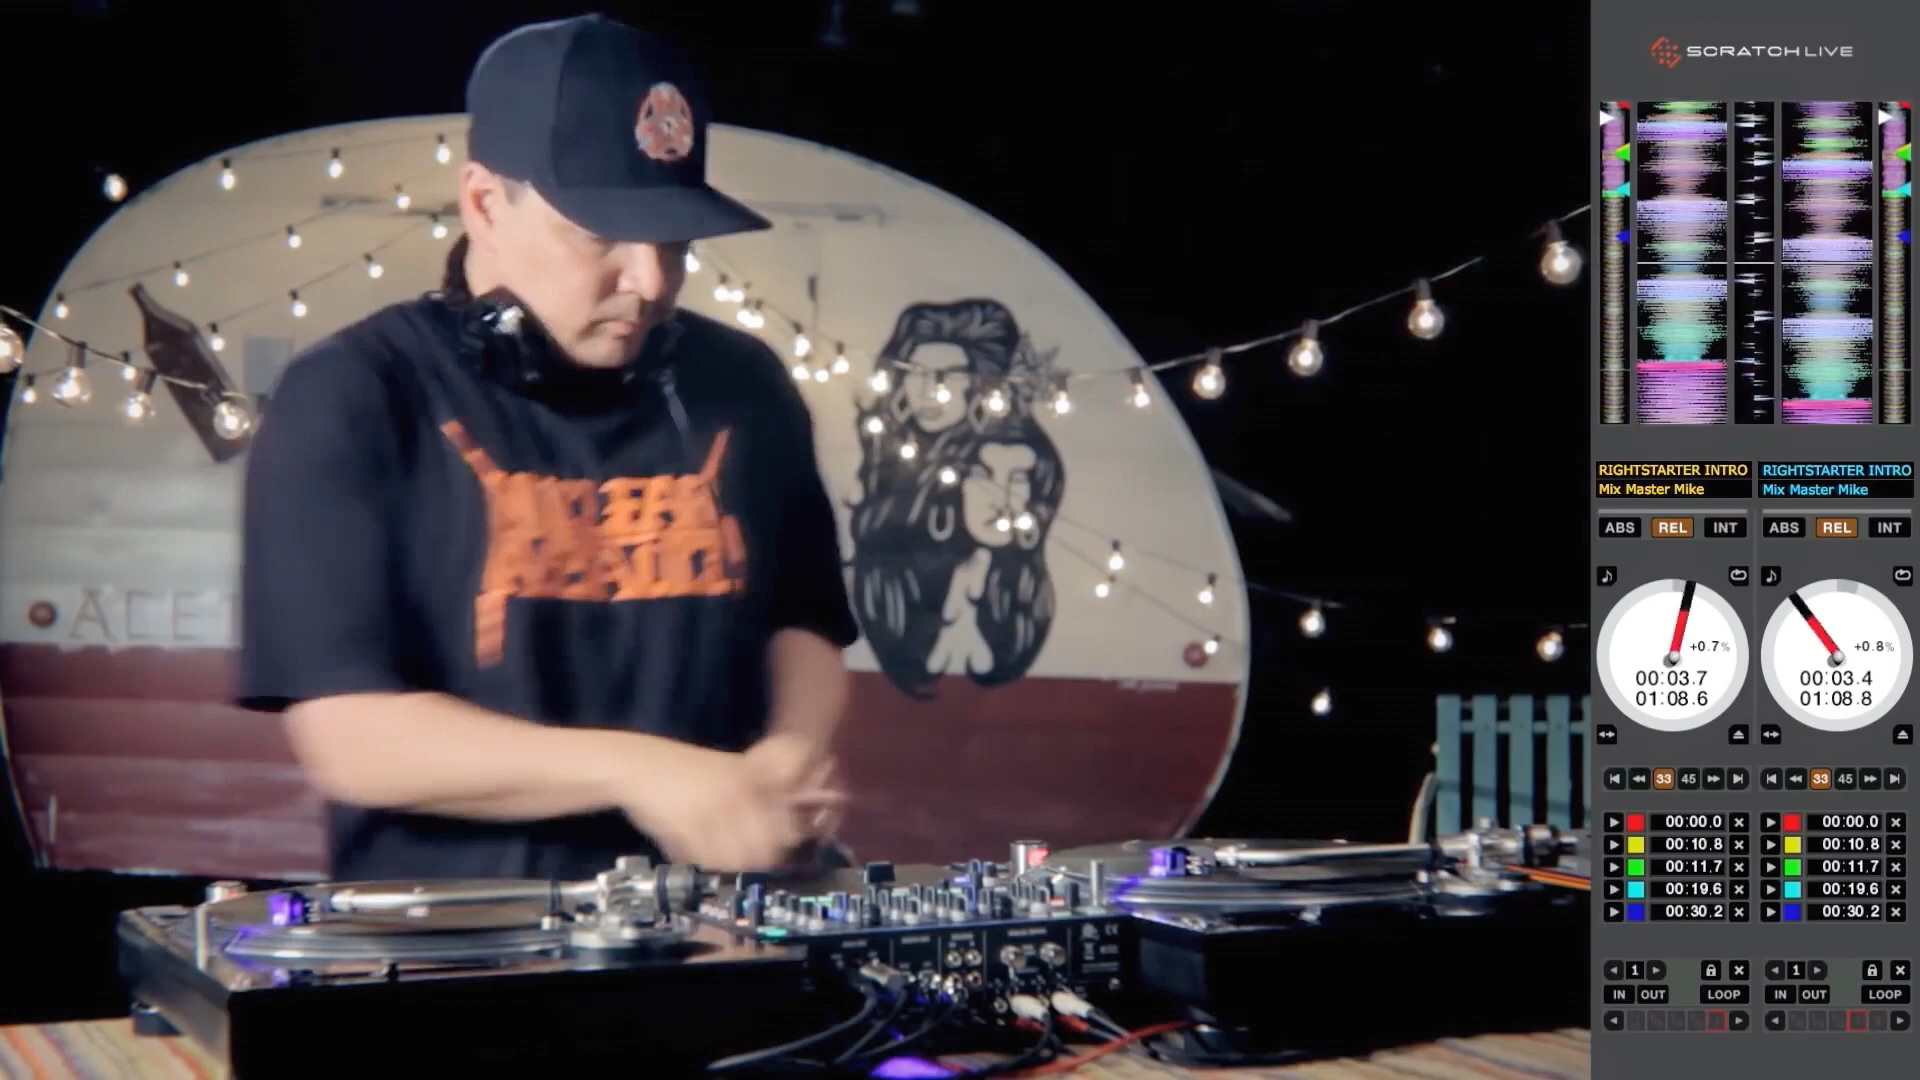 SCRATCH LIVE
RIGHTSTARTER INTRO
Mix Master Mike
RIGHTSTARTER INTRO
Mix Master Mike
ABS REL INT
ABS REL INT
+0.7%
00:03.7
01:08.6
+0.8%
00:03.4
01:08.8
33 45
33 45
00:00.0
00:10.8
00:11.7
00:19.6
00:30.2
00:00.0
00:10.8
00:11.7
00:19.6
00:30.2
1
IN OUT LOOP
1
IN OUT LOOP
ACE